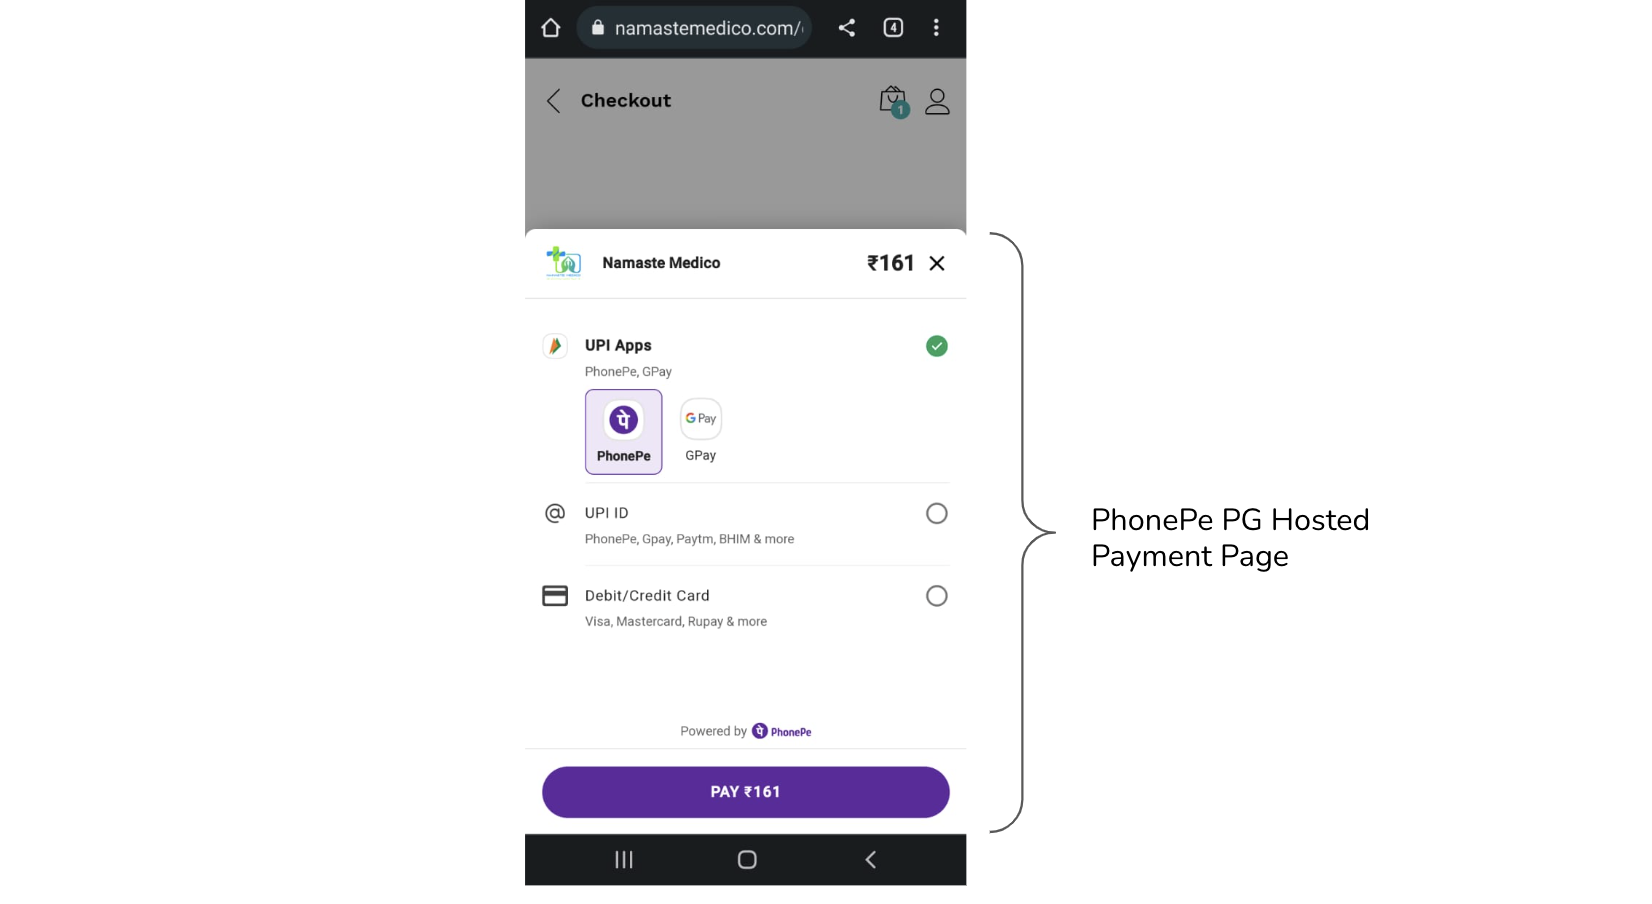 namastemedico.com/
4
Checkout
1
Namaste Medico
₹161
UPI Apps
PhonePe, GPay
पे
G Pay
PhonePe
GPay
@
UPI ID
PhonePe, Gpay, Paytm, BHIM & more
Debit/Credit Card
Visa, Mastercard, Rupay & more
Powered by पे PhonePe
PAY ₹161
PhonePe PG Hosted
Payment Page